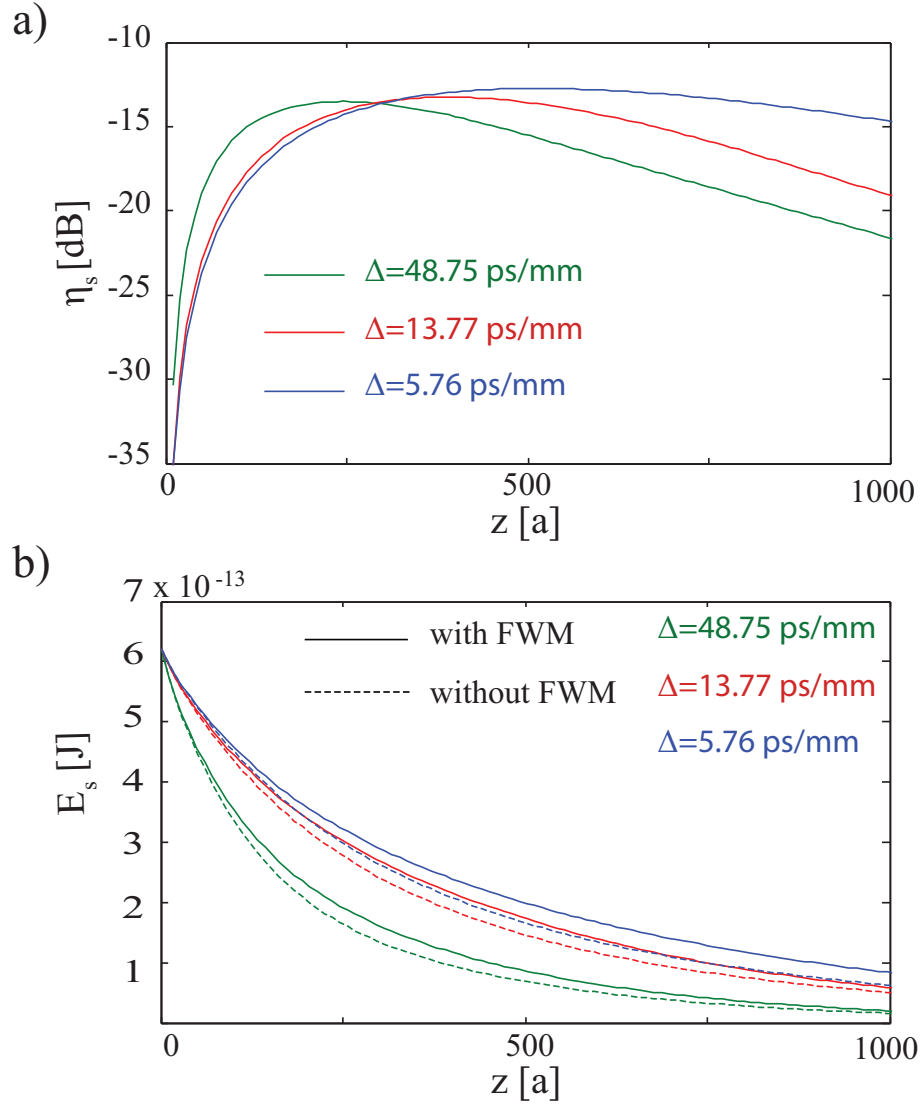 a)
-10
-15
-20
-25
-30
-35
ηs [dB]
Δ=48.75 ps/mm
Δ=13.77 ps/mm
Δ=5.76 ps/mm
0
500
1000
z [a]
b)
7 x 10 -13
6
5
4
3
2
1
Es [J]
with FWM
without FWM
Δ=48.75 ps/mm
Δ=13.77 ps/mm
Δ=5.76 ps/mm
0
500
1000
z [a]